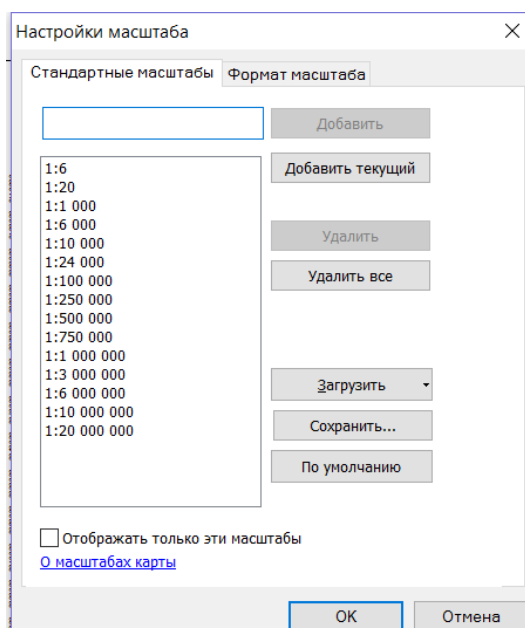 Настройки масштаба
Стандартные масштабы
Формат масштаба
Добавить
Добавить текущий
1:6
1:20
1:1 000
1:6 000
1:10 000
1:24 000
1:100 000
1:250 000
1:500 000
1:750 000
1:1 000 000
1:3 000 000
1:6 000 000
1:10 000 000
1:20 000 000
Удалить
Удалить все
Загрузить
Сохранить...
По умолчанию
Отображать только эти масштабы
О масштабах карты
OK
Отмена